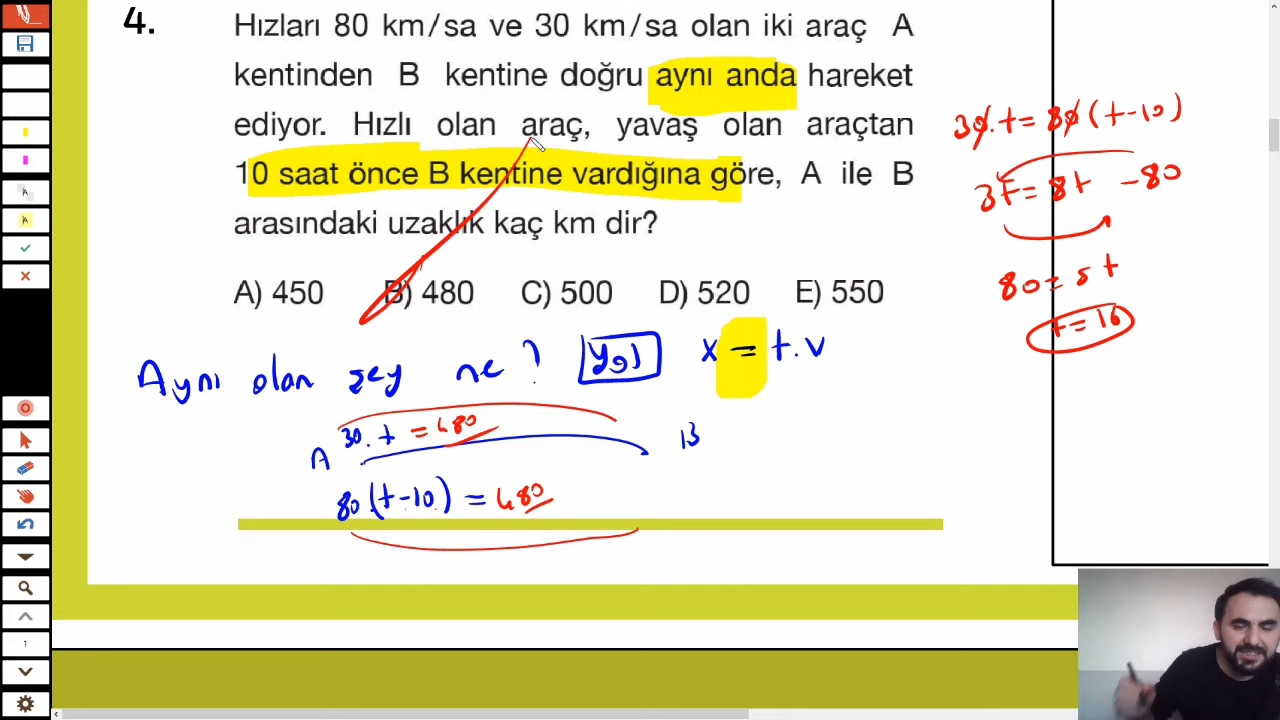 4.
Hızları 80 km/sa ve 30 km/sa olan iki araç A
kentinden B kentine doğru aynı anda hareket
ediyor. Hızlı olan araç, yavaş olan araçtan
10 saat önce B kentine vardığına göre, A ile B
arasındaki uzaklık kaç km dir?
A) 450 B) 480 C) 500 D) 520 E) 550
Aynı olan şey ne? yol x = t.v
30.t = 480
A B
80.(t-10) = 480
30.t = 80(t-10)
3t = 8t - 80
80 = 5t
t = 16
1